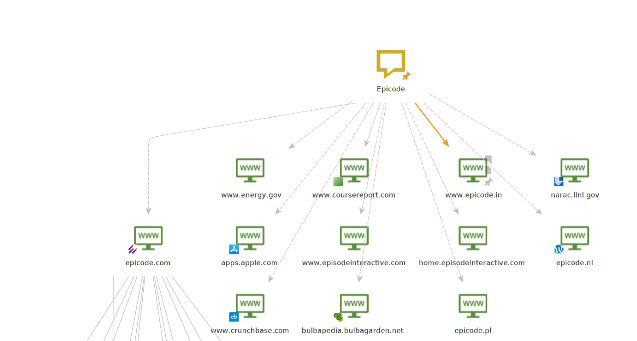 Epicode
www
www
www
www
www.energy.gov
www.coursereport.com
www.epicode.in
narac.llnl.gov
www
www
www
www
www
epicode.com
apps.apple.com
www.episodeinteractive.com
home.episodeinteractive.com
epicode.nl
www
www
www
cb
www.crunchbase.com
bulbapedia.bulbagarden.net
epicode.pl